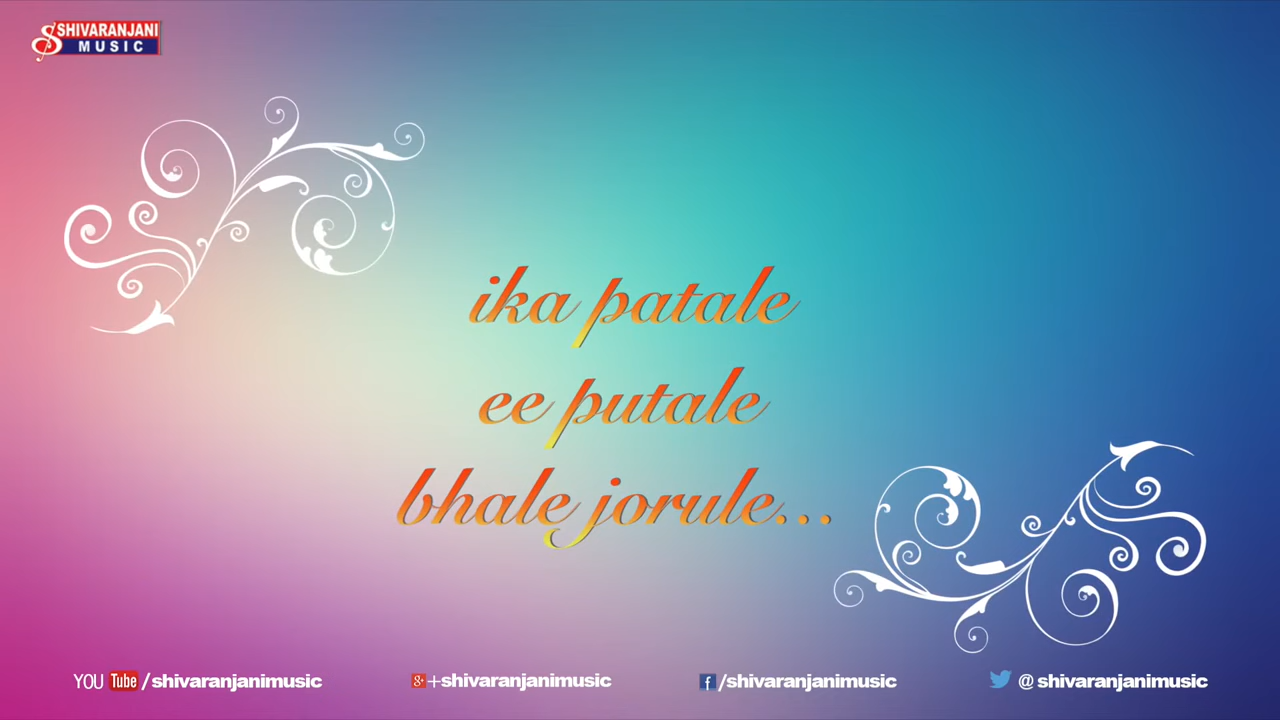 SHIVARANJANI
MUSIC
ika patale
ee putale
bhale jorule...
YOU Tube /shivaranjanimusic
g+ +shivaranjanimusic
f /shivaranjanimusic
@ shivaranjanimusic